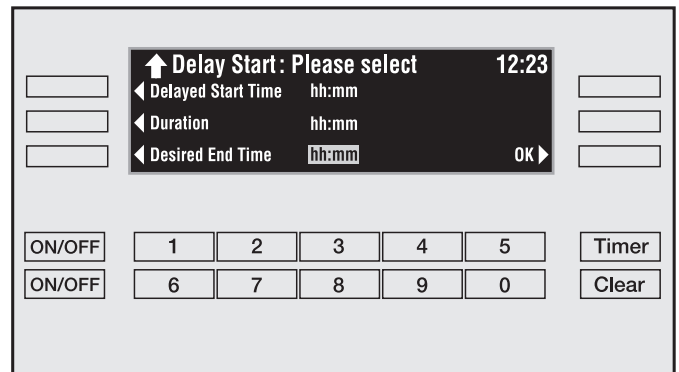 Delay Start: Please select 12:23
Delayed Start Time hh:mm
Duration hh:mm
Desired End Time hh:mm OK
ON/OFF 1 2 3 4 5 Timer
ON/OFF 6 7 8 9 0 Clear